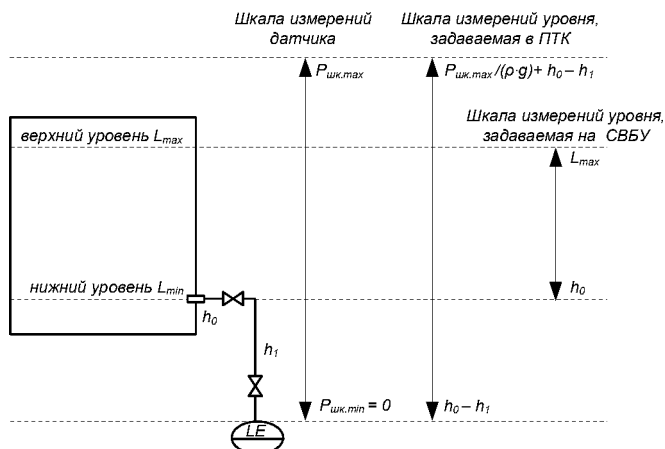 Шкала измерений
датчика
Шкала измерений уровня,
задаваемая в ПТК
Pшк.max
Pшк.max/(ρ·g)+ h0 – h1
Шкала измерений уровня,
задаваемая на СВБУ
верхний уровень Lmax
Lmax
нижний уровень Lmin
h0
h0
h1
Pшк.min = 0
h0 – h1
LE